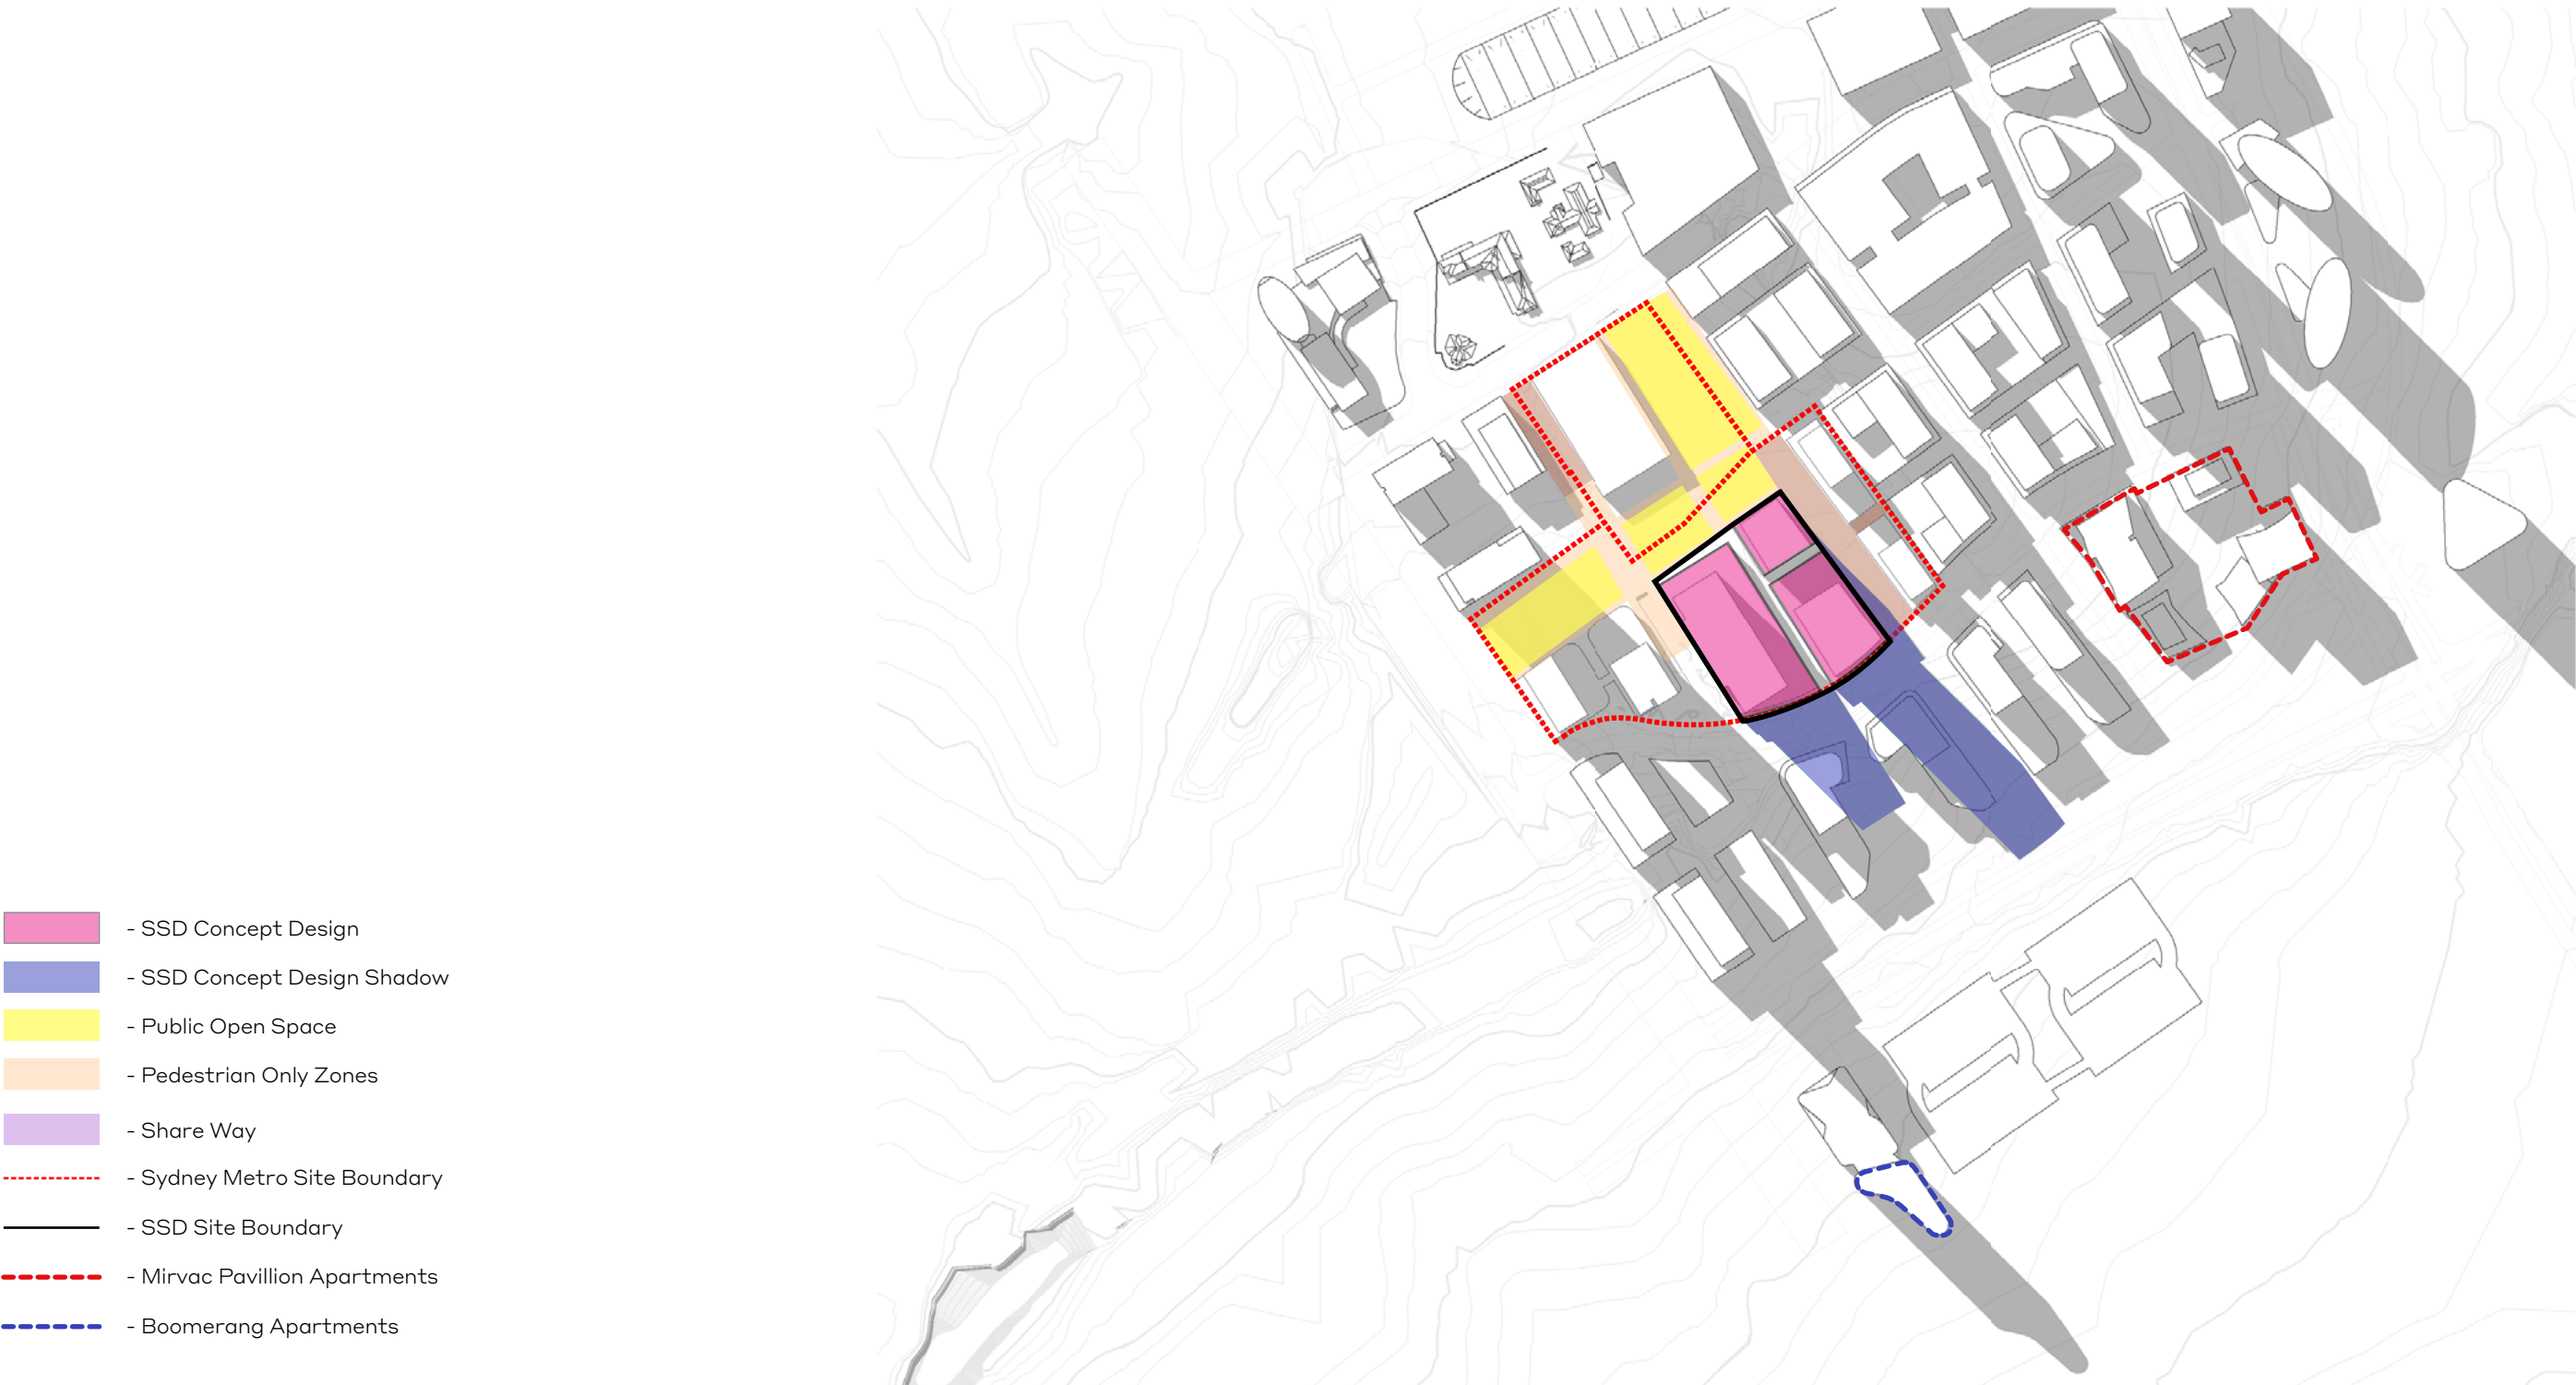 - SSD Concept Design
- SSD Concept Design Shadow
- Public Open Space
- Pedestrian Only Zones
- Share Way
- Sydney Metro Site Boundary
- SSD Site Boundary
- Mirvac Pavillion Apartments
- Boomerang Apartments